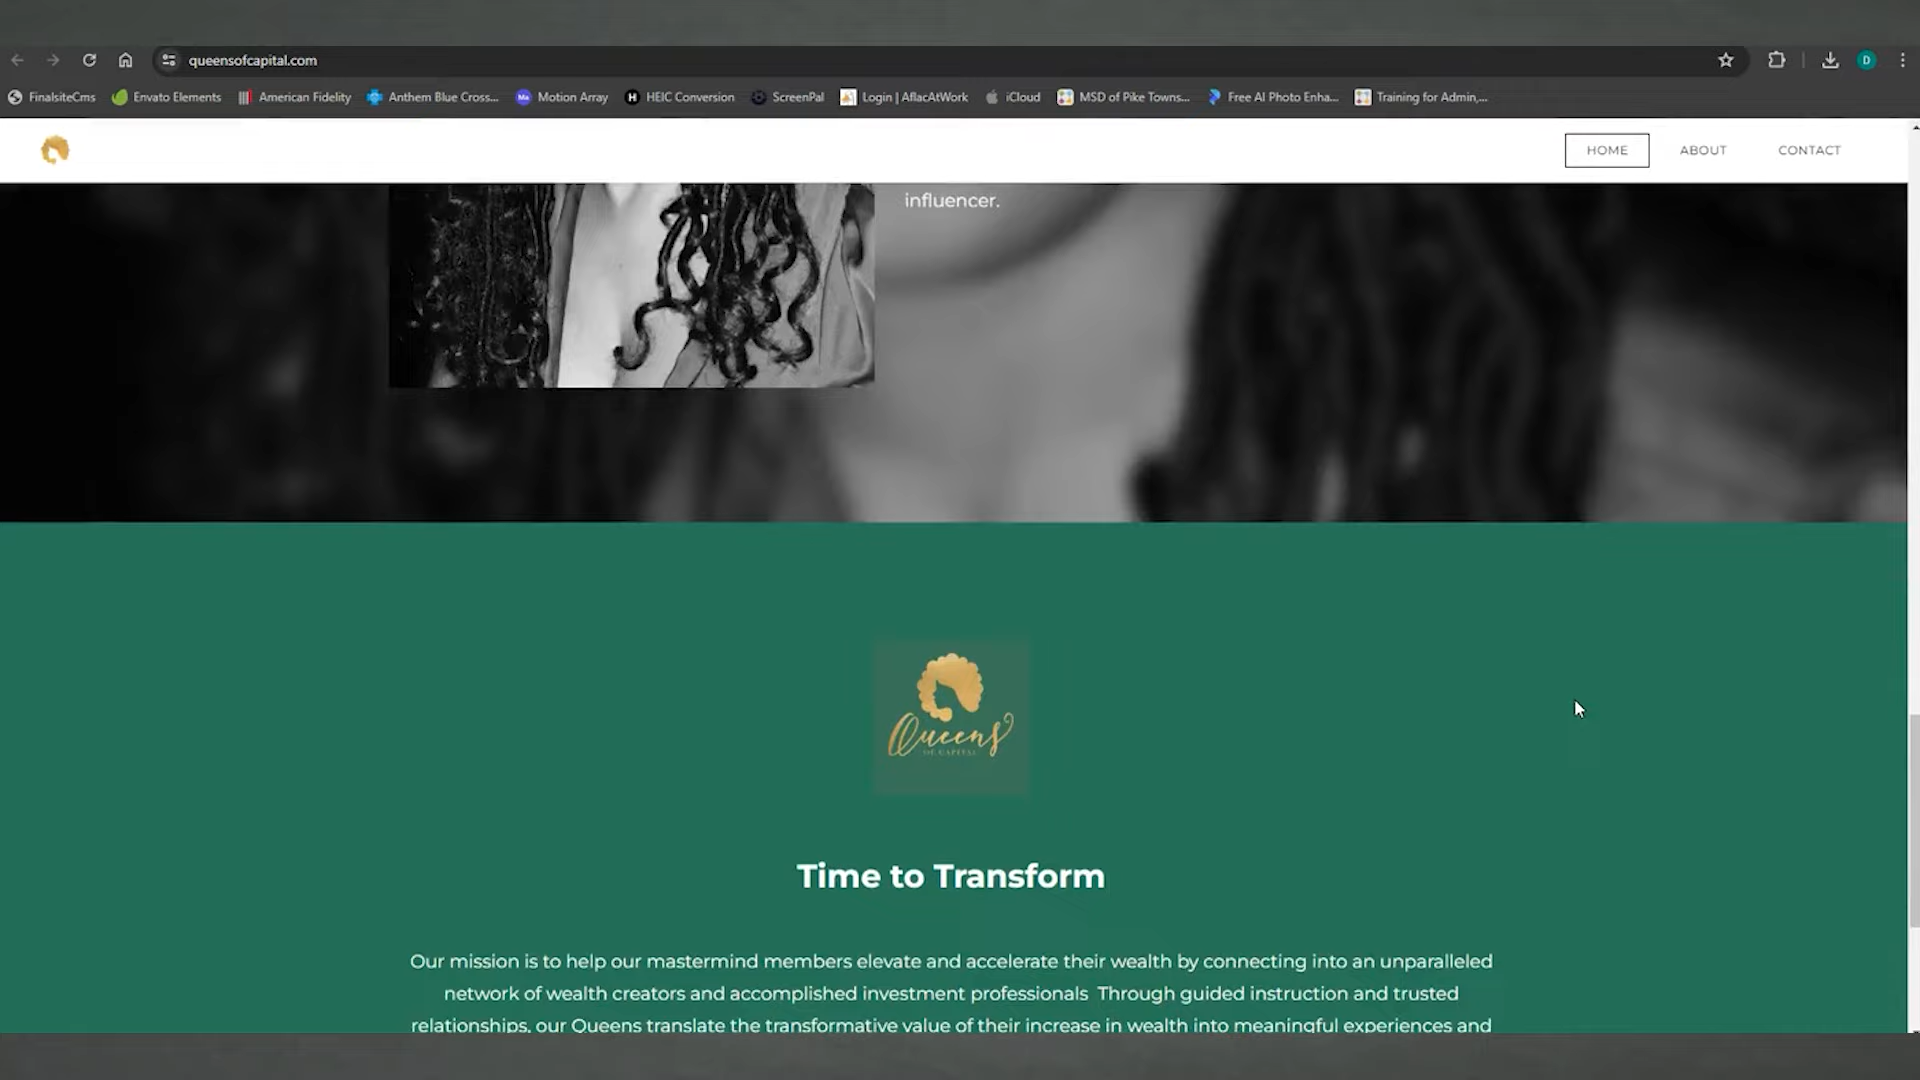 queensofcapital.com
D
FinalsiteCms
Envato Elements
American Fidelity
Anthem Blue Cross...
Ma
Motion Array
H
HEIC Conversion
ScreenPal
Login | AflacAtWork
iCloud
MSD of Pike Towns...
Free AI Photo Enha...
Training for Admin,...
HOME
ABOUT
CONTACT
influencer.
Queens
OF CAPITAL
Time to Transform
Our mission is to help our mastermind members elevate and accelerate their wealth by connecting into an unparalleled
network of wealth creators and accomplished investment professionals  Through guided instruction and trusted
relationships, our Queens translate the transformative value of their increase in wealth into meaningful experiences and